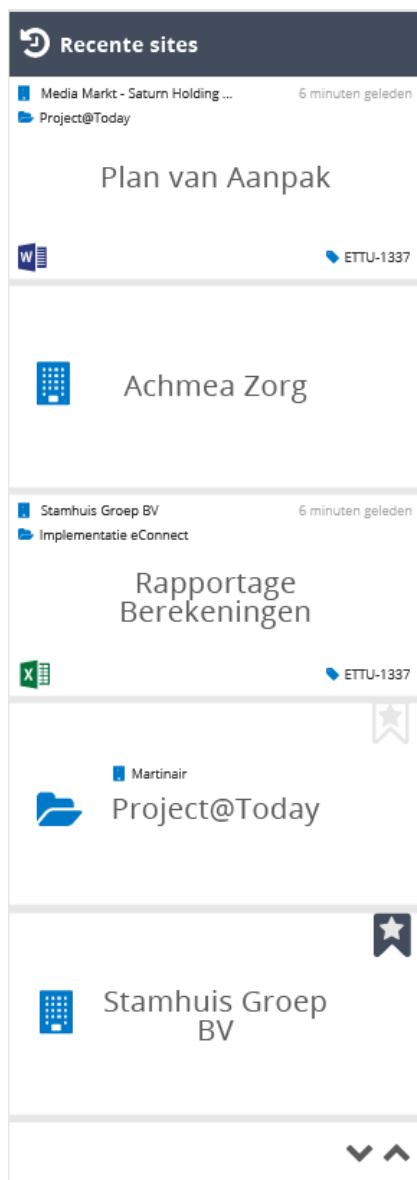 Recente sites
Media Markt - Saturn Holding ...
6 minuten geleden
Project@Today
Plan van Aanpak
W
ETTU-1337
Achmea Zorg
Stamhuis Groep BV
6 minuten geleden
Implementatie eConnect
Rapportage
Berekeningen
X
ETTU-1337
Martinair
Project@Today
Stamhuis Groep
BV